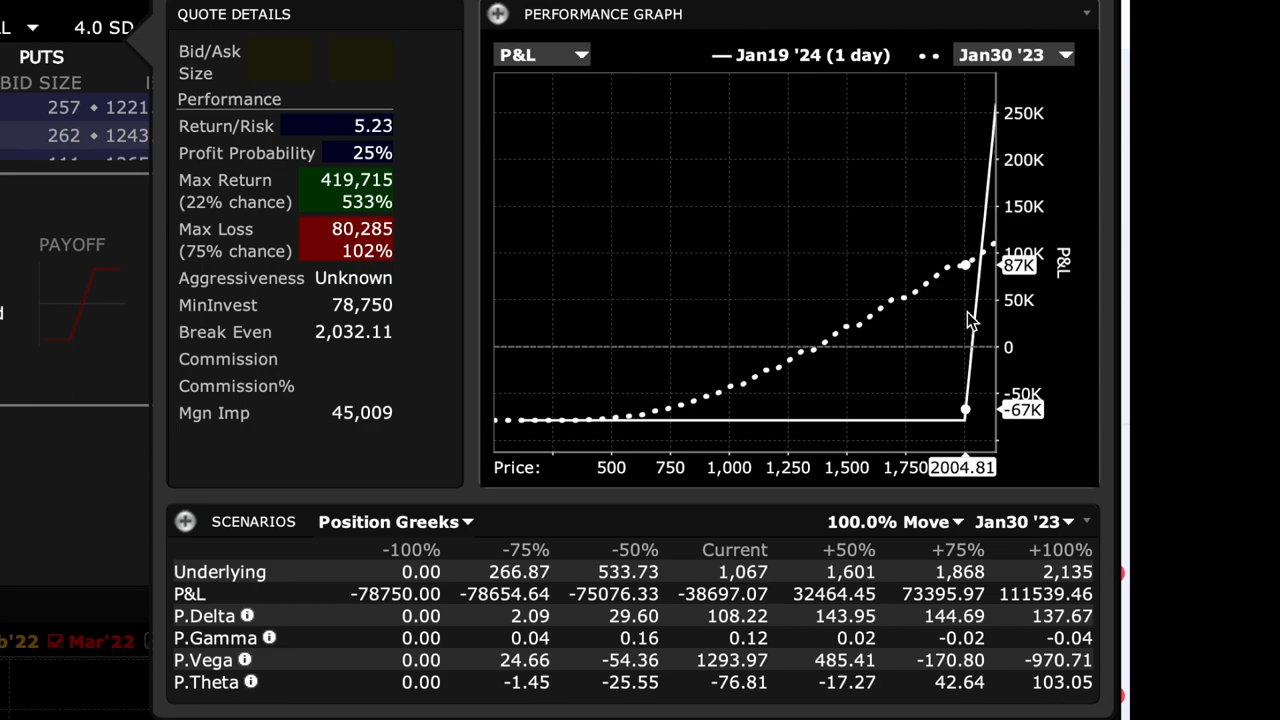 L
4.0 SD
PUTS
BID SIZE
257 ⬥ 1221
262 ⬥ 1243
PAYOFF
b'22
Mar'22
QUOTE DETAILS
Bid/Ask
Size
Performance
Return/Risk 5.23
Profit Probability 25%
Max Return 419,715
(22% chance) 533%
Max Loss 80,285
(75% chance) 102%
Aggressiveness Unknown
MinInvest 78,750
Break Even 2,032.11
Commission
Commission%
Mgn Imp 45,009
PERFORMANCE GRAPH
P&L Jan19 '24 (1 day) Jan30 '23
250K
200K
150K
100K
87K
50K
0
-50K
-67K
P&L
Price: 500 750 1,000 1,250 1,500 1,750 2004.81
SCENARIOS Position Greeks 100.0% Move Jan30 '23
-100% -75% -50% Current +50% +75% +100%
Underlying 0.00 266.87 533.73 1,067 1,601 1,868 2,135
P&L -78750.00 -78654.64 -75076.33 -38697.07 32464.45 73395.97 111539.46
P.Delta 0.00 2.09 29.60 108.22 143.95 144.69 137.67
P.Gamma 0.00 0.04 0.16 0.12 0.02 -0.02 -0.04
P.Vega 0.00 24.66 -54.36 1293.97 485.41 -170.80 -970.71
P.Theta 0.00 -1.45 -25.55 -76.81 -17.27 42.64 103.05